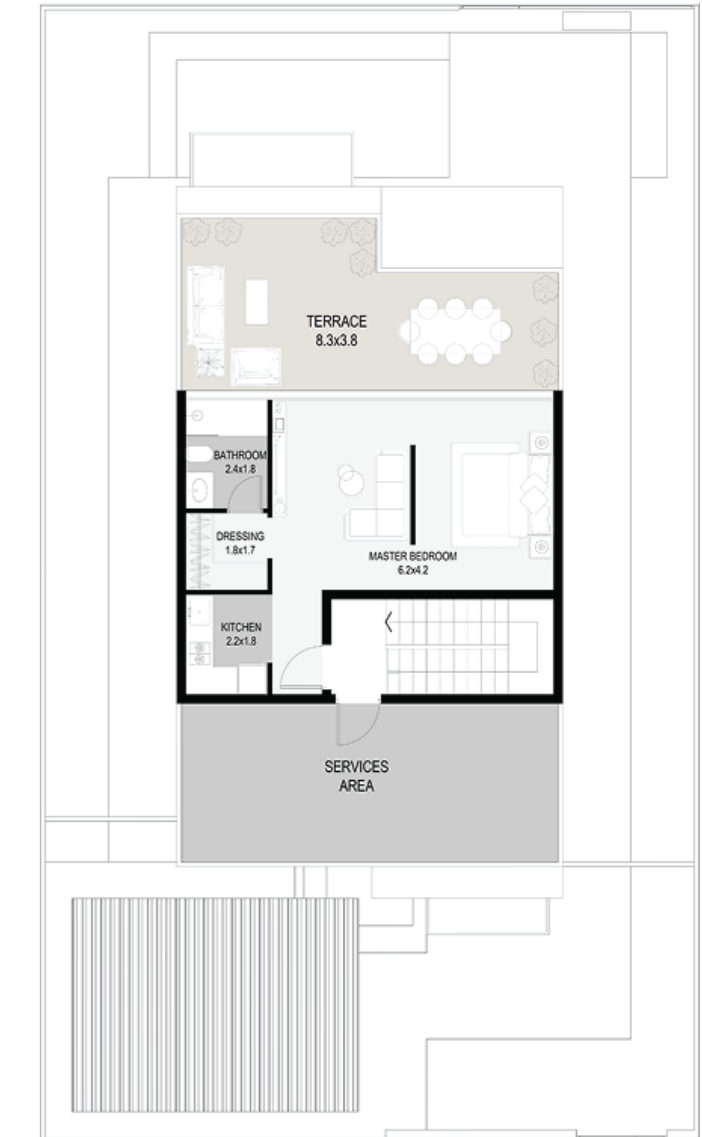 TERRACE
8.3x3.8
BATHROOM
2.4x1.8
DRESSING
1.8x1.7
MASTER BEDROOM
6.2x4.2
KITCHEN
2.2x1.8
SERVICES
AREA